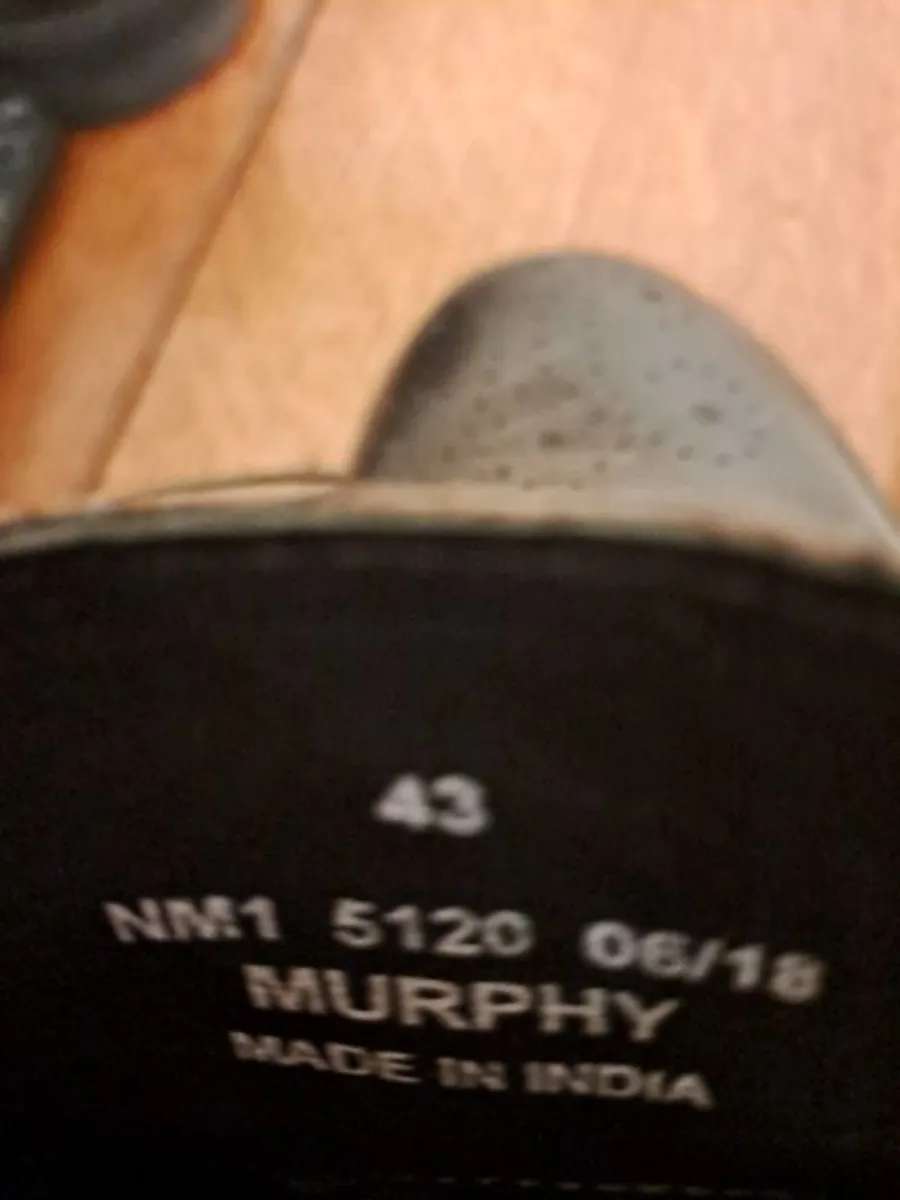 43
NM1 5120 06/18
MURPHY
MADE IN INDIA